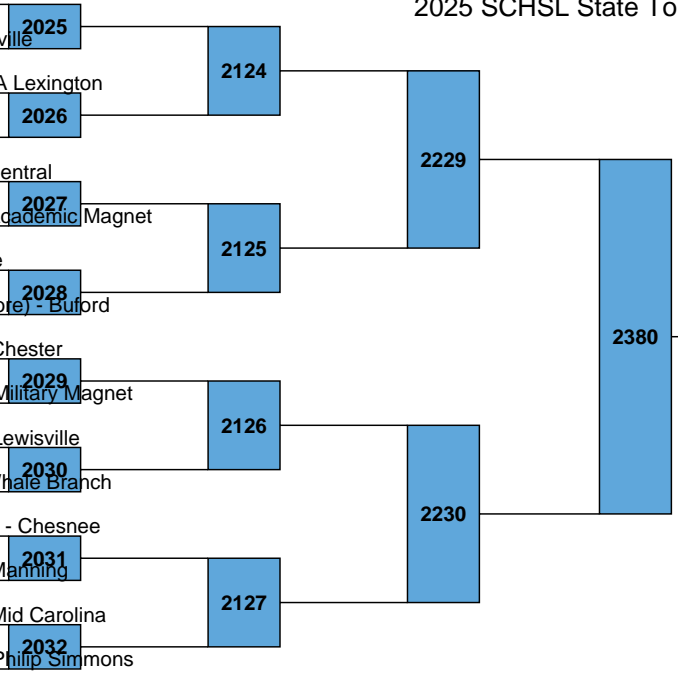 2025 SCHSL State To
2025
ville
A Lexington
2026
entral
2027
cademic Magnet
e
2028
ore) - Buford
Chester
2029
Military Magnet
Lewisville
2030
hale Branch
- Chesnee
2031
Manning
Mid Carolina
2032
Philip Simmons
2124
2125
2126
2127
2229
2230
2380